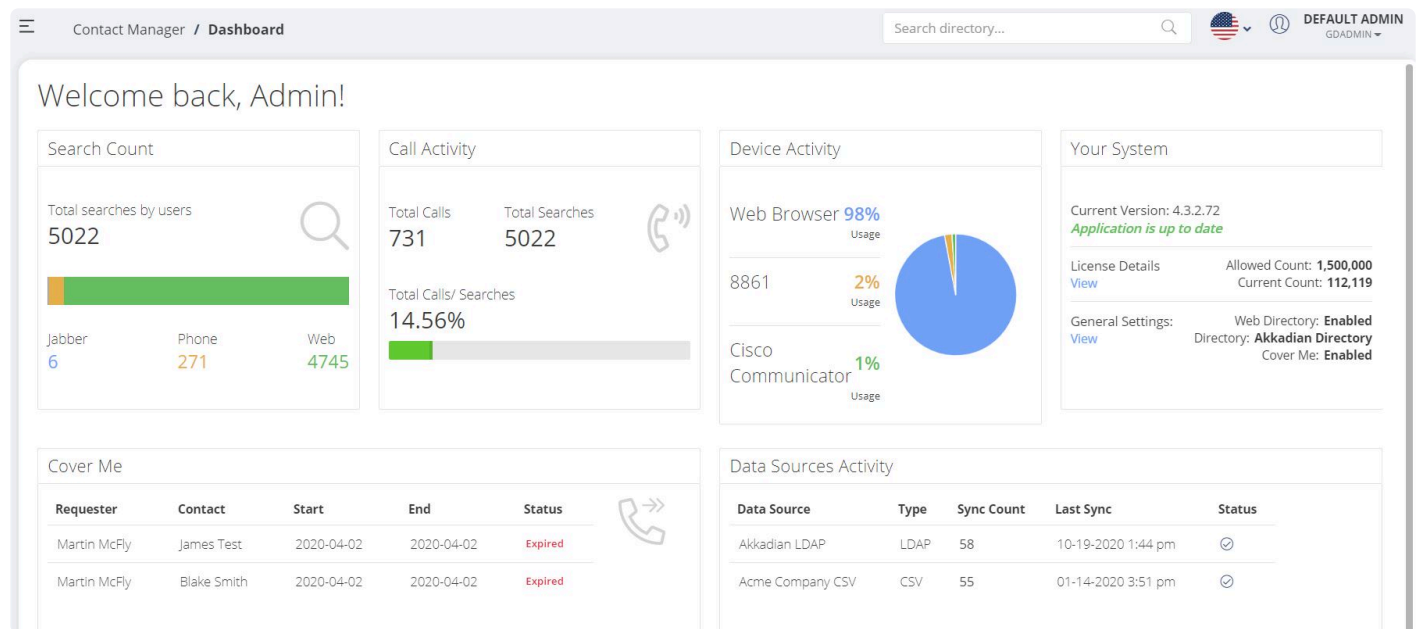 Contact Manager / Dashboard
Search directory...
DEFAULT ADMIN
GDADMIN
Welcome back, Admin!
Search Count
Total searches by users
5022
Jabber Phone Web
6 271 4745
Call Activity
Total Calls Total Searches
731 5022
Total Calls/ Searches
14.56%
Device Activity
Web Browser 98%
Usage
8861 2%
Usage
Cisco
Communicator 1%
Usage
Your System
Current Version: 4.3.2.72
Application is up to date
License Details Allowed Count: 1,500,000
View Current Count: 112,119
General Settings: Web Directory: Enabled
View Directory: Akkadian Directory
Cover Me: Enabled
Cover Me
Requester Contact Start End Status
Martin McFly James Test 2020-04-02 2020-04-02 Expired
Martin McFly Blake Smith 2020-04-02 2020-04-02 Expired
Data Sources Activity
Data Source Type Sync Count Last Sync Status
Akkadian LDAP LDAP 58 10-19-2020 1:44 pm
Acme Company CSV CSV 55 01-14-2020 3:51 pm